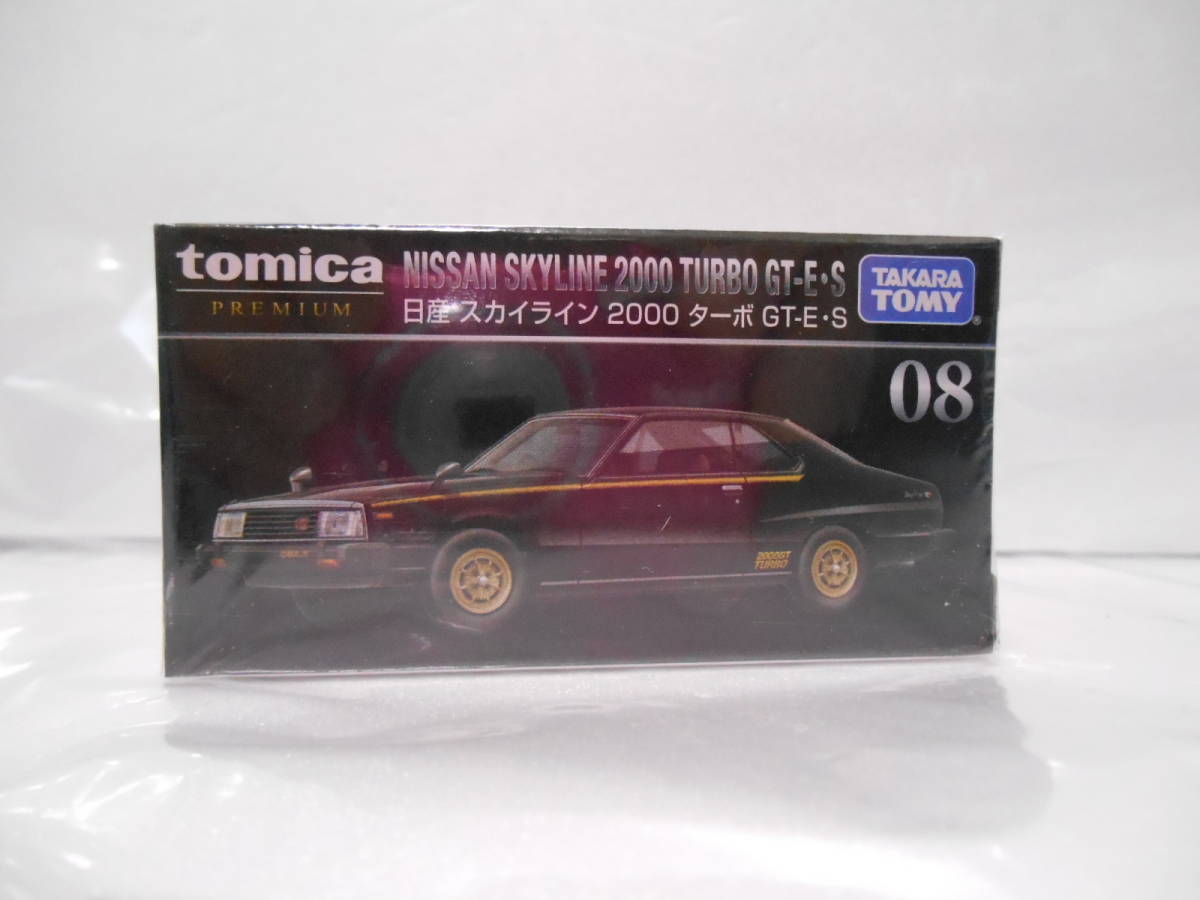 tomica
PREMIUM
NISSAN SKYLINE 2000 TURBO GT-E・S
日産 スカイライン 2000 ターボ GT-E・S
TAKARA
TOMY
®
08
2000GT
TURBO